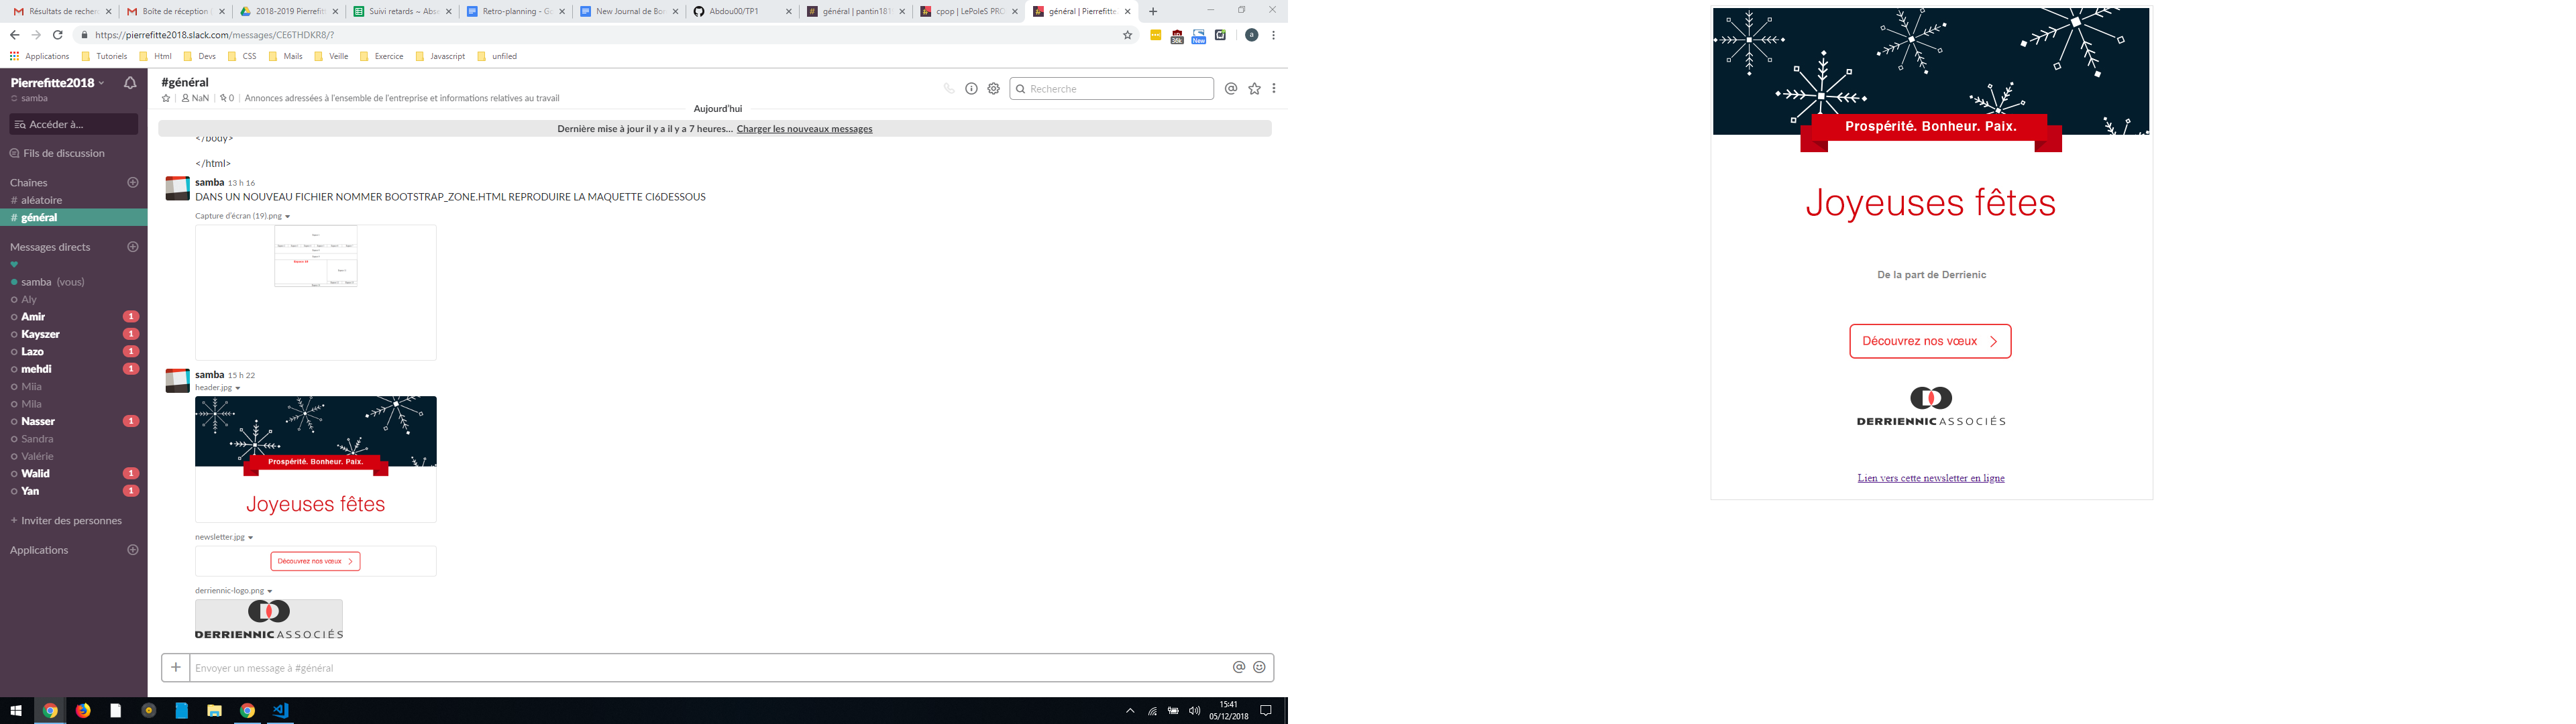 Résultats de recher
Boîte de réception (
2018-2019 Pierrefit
Suivi retards ~ Abse
Retro-planning - Go
New Journal de Bor
Abdou00/TP1
général | pantin181
cpop | LePoleS PRO
général | Pierrefitte
https://pierrefitte2018.slack.com/messages/CE6THDKR8/?
36k
New
a
Applications
Tutoriels
Html
Devs
CSS
Mails
Veille
Exercice
Javascript
unfiled
Pierrefitte2018
samba
Accéder à...
Fils de discussion
Chaînes
# aléatoire
# général
Messages directs
samba (vous)
Aly
Amir 1
Kayszer 1
Lazo 1
mehdi 1
Miia
Mila
Nasser 1
Sandra
Valérie
Walid 1
Yan 1
+ Inviter des personnes
Applications
#général
NaN | 0 | Annonces adressées à l'ensemble de l'entreprise et informations relatives au travail
Recherche
Aujourd'hui
Dernière mise à jour il y a il y a 7 heures... Charger les nouveaux messages
</body>
</html>
samba 13 h 16
DANS UN NOUVEAU FICHIER NOMMER BOOTSTRAP_ZONE.HTML REPRODUIRE LA MAQUETTE CI6DESSOUS
Capture d'écran (19).png
samba 15 h 22
header.jpg
Prospérité. Bonheur. Paix.
Joyeuses fêtes
newsletter.jpg
Découvrez nos vœux
derriennic-logo.png
DERRIENNIC ASSOCIÉS
Envoyer un message à #général
15:41
05/12/2018
Prospérité. Bonheur. Paix.
Joyeuses fêtes
De la part de Derrienic
Découvrez nos vœux
DERRIENNIC ASSOCIÉS
Lien vers cette newsletter en ligne